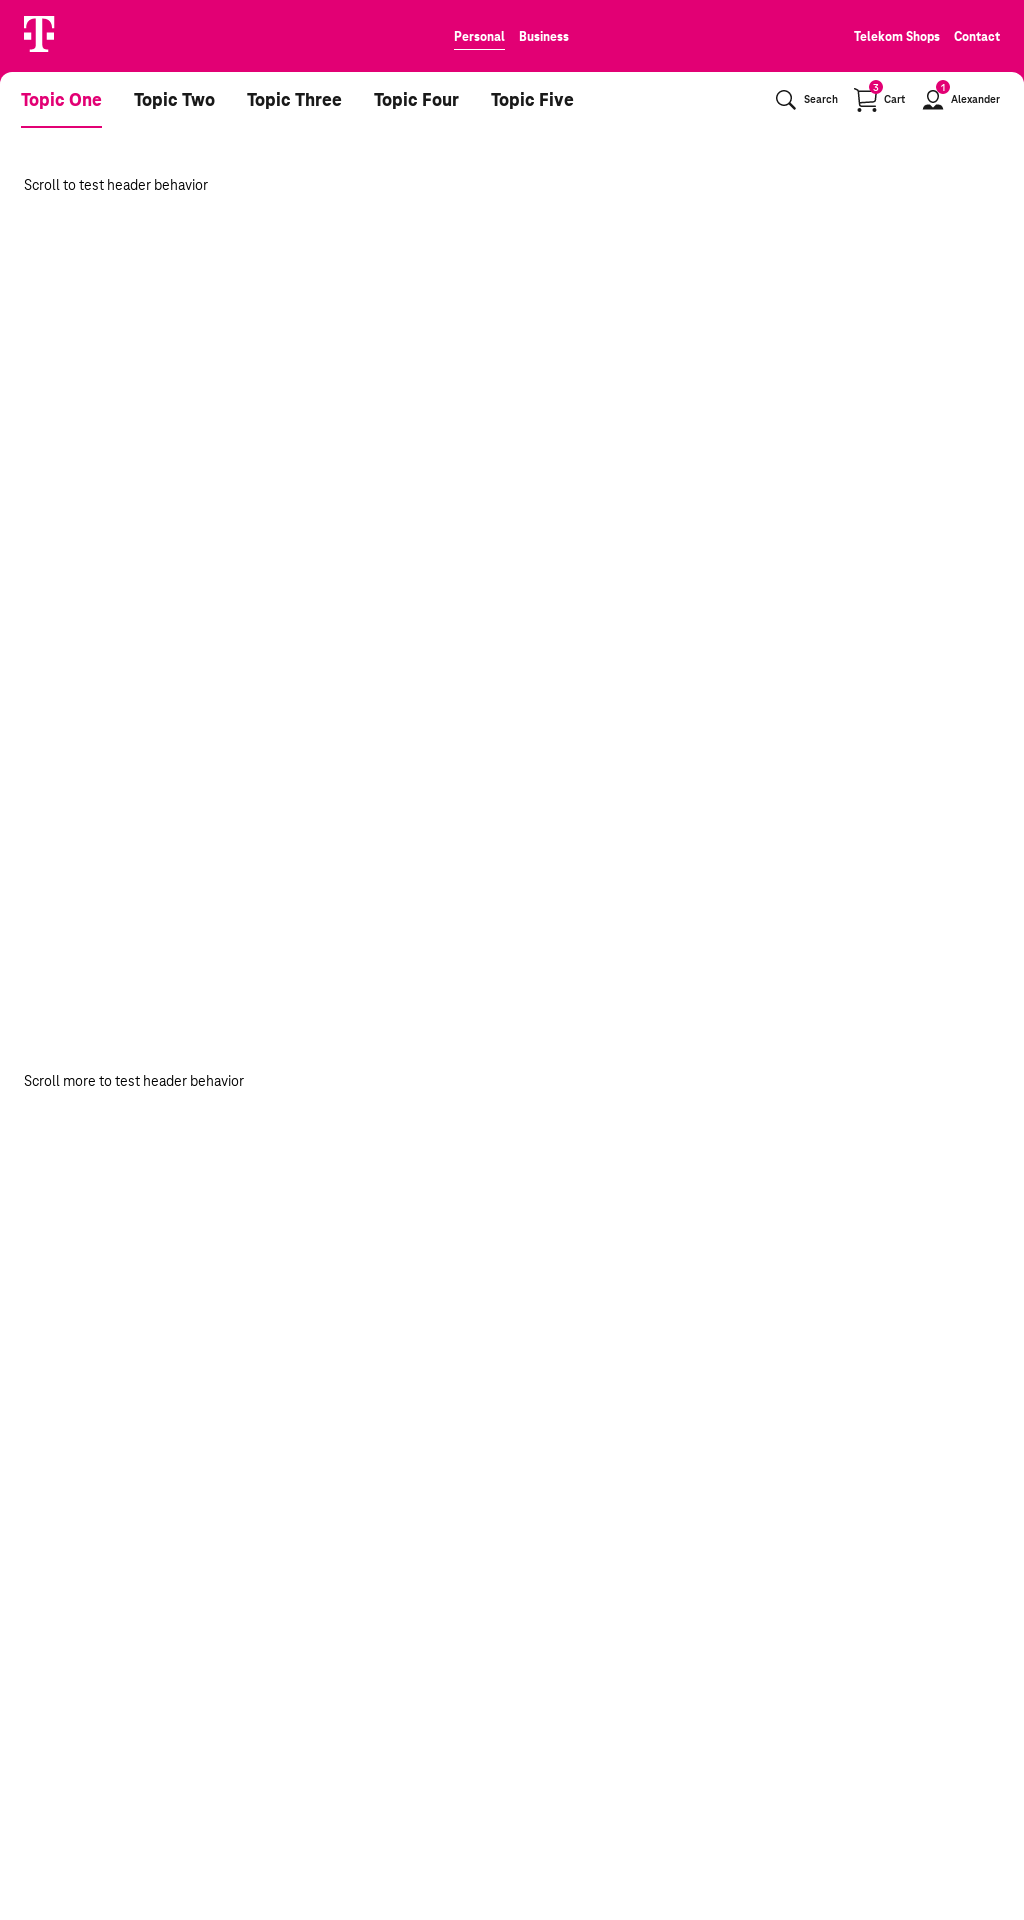 T
Personal Business
Telekom Shops Contact
Topic One Topic Two Topic Three Topic Four Topic Five
Search 3 Cart 1 Alexander
Scroll to test header behavior
Scroll more to test header behavior